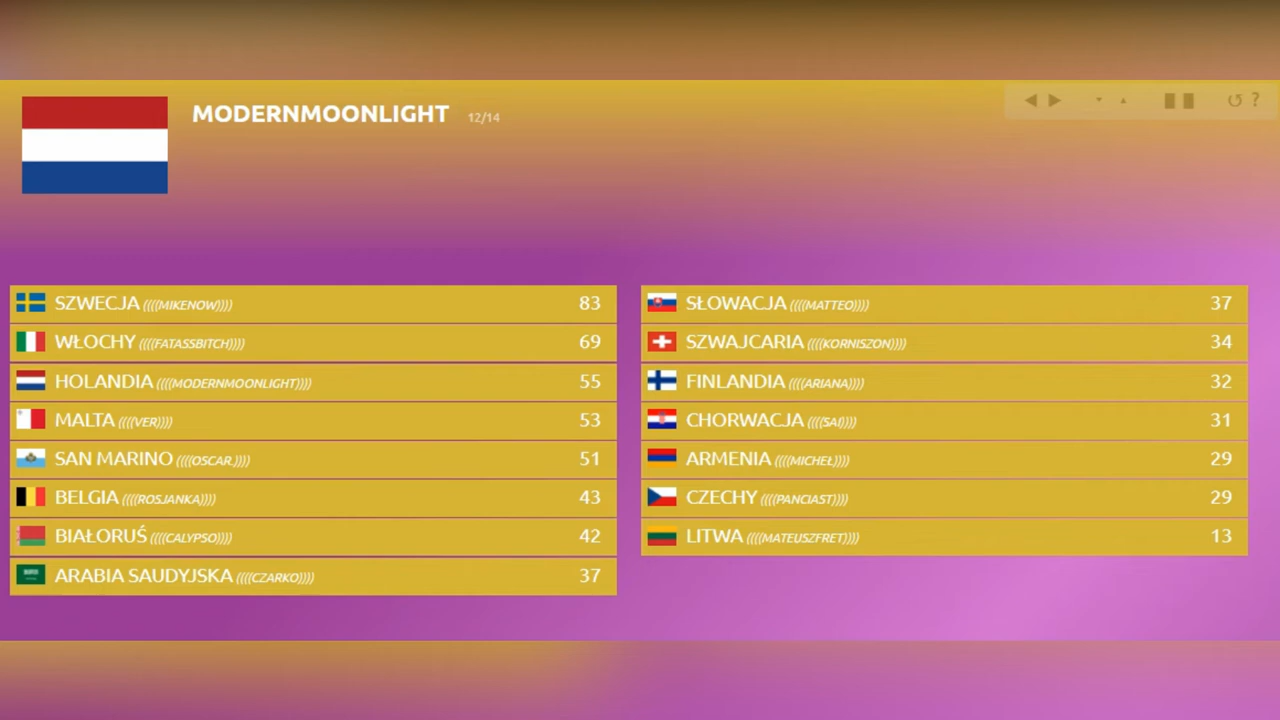 MODERNMOONLIGHT 12/14
?
SZWECJA ((((MIKENOW)))) 83
WŁOCHY ((((FATASSBITCH)))) 69
HOLANDIA ((((MODERNMOONLIGHT)))) 55
MALTA ((((VER)))) 53
SAN MARINO ((((OSCAR.)))) 51
BELGIA ((((ROSJANKA)))) 43
BIAŁORUŚ ((((CALYPSO)))) 42
ARABIA SAUDYJSKA ((((CZARKO)))) 37
SŁOWACJA ((((MATTEO)))) 37
SZWAJCARIA ((((KORNISZON)))) 34
FINLANDIA ((((ARIANA)))) 32
CHORWACJA ((((SAI)))) 31
ARMENIA ((((MICHEŁ)))) 29
CZECHY ((((PANCIAST)))) 29
LITWA ((((MATEUSZFRET)))) 13